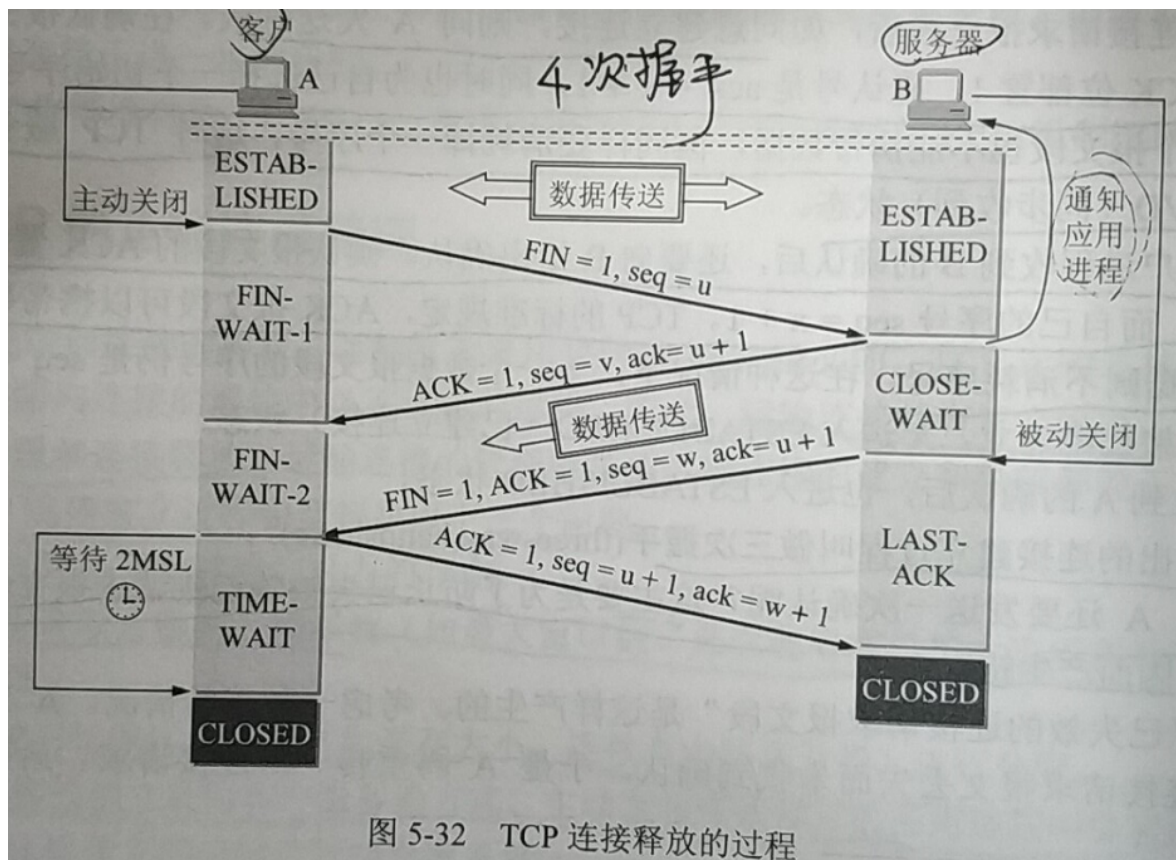 客户
服务器
A
4次握手
B
ESTAB-
LISHED
数据传送
主动关闭
ESTAB-
LISHED
通知
应用
进程
FIN = 1, seq = u
FIN-
WAIT-1
ACK = 1, seq = v, ack= u + 1
CLOSE-
WAIT
数据传送
被动关闭
FIN-
WAIT-2
FIN = 1, ACK = 1, seq = w, ack= u + 1
等待 2MSL
ACK = 1, seq = u + 1, ack = w + 1
LAST-
ACK
TIME-
WAIT
CLOSED
CLOSED
图 5-32 TCP 连接释放的过程